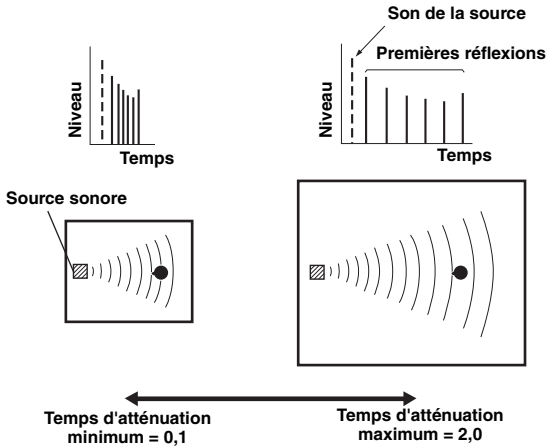 Son de la source
Premières réflexions
Niveau
Temps
Niveau
Temps
Source sonore
Temps d'atténuation
minimum = 0,1
Temps d'atténuation
maximum = 2,0